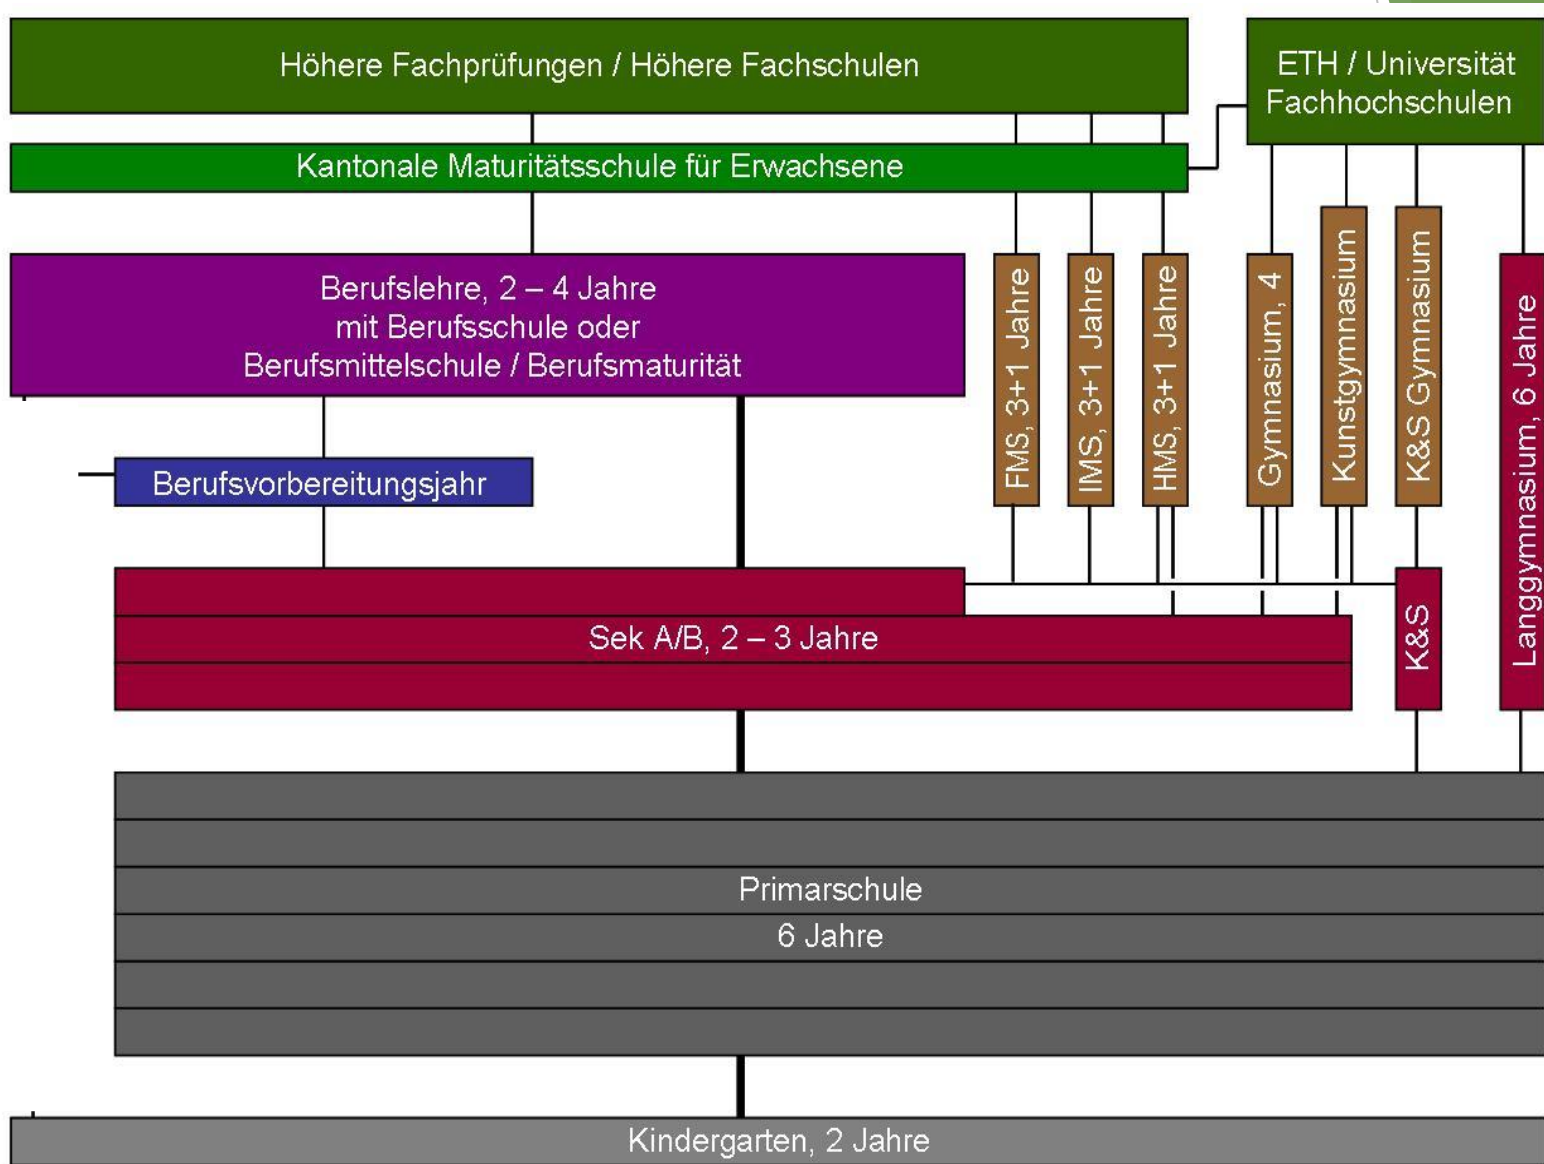 Höhere Fachprüfungen / Höhere Fachschulen
ETH / Universität
Fachhochschulen
Kantonale Maturitätsschule für Erwachsene
Berufslehre, 2 – 4 Jahre
mit Berufsschule oder
Berufsmittelschule / Berufsmaturität
FMS, 3+1 Jahre
IMS, 3+1 Jahre
HMS, 3+1 Jahre
Gymnasium, 4
Kunstgymnasium
K&S Gymnasium
Langgymnasium, 6 Jahre
Berufsvorbereitungsjahr
Sek A/B, 2 – 3 Jahre
K&S
Primarschule
6 Jahre
Kindergarten, 2 Jahre